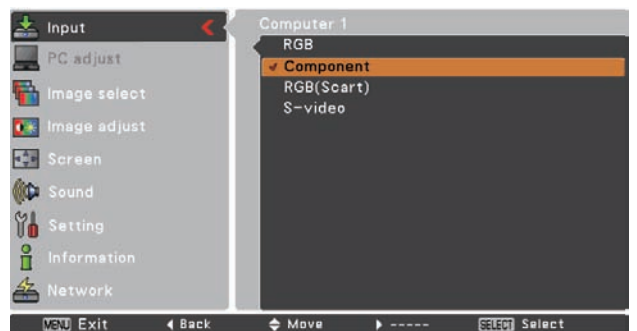 Input
PC adjust
Image select
Image adjust
Screen
Sound
Setting
Information
Network
Computer 1
RGB
Component
RGB(Scart)
S-video
MENU Exit Back Move ----- SELECT Select